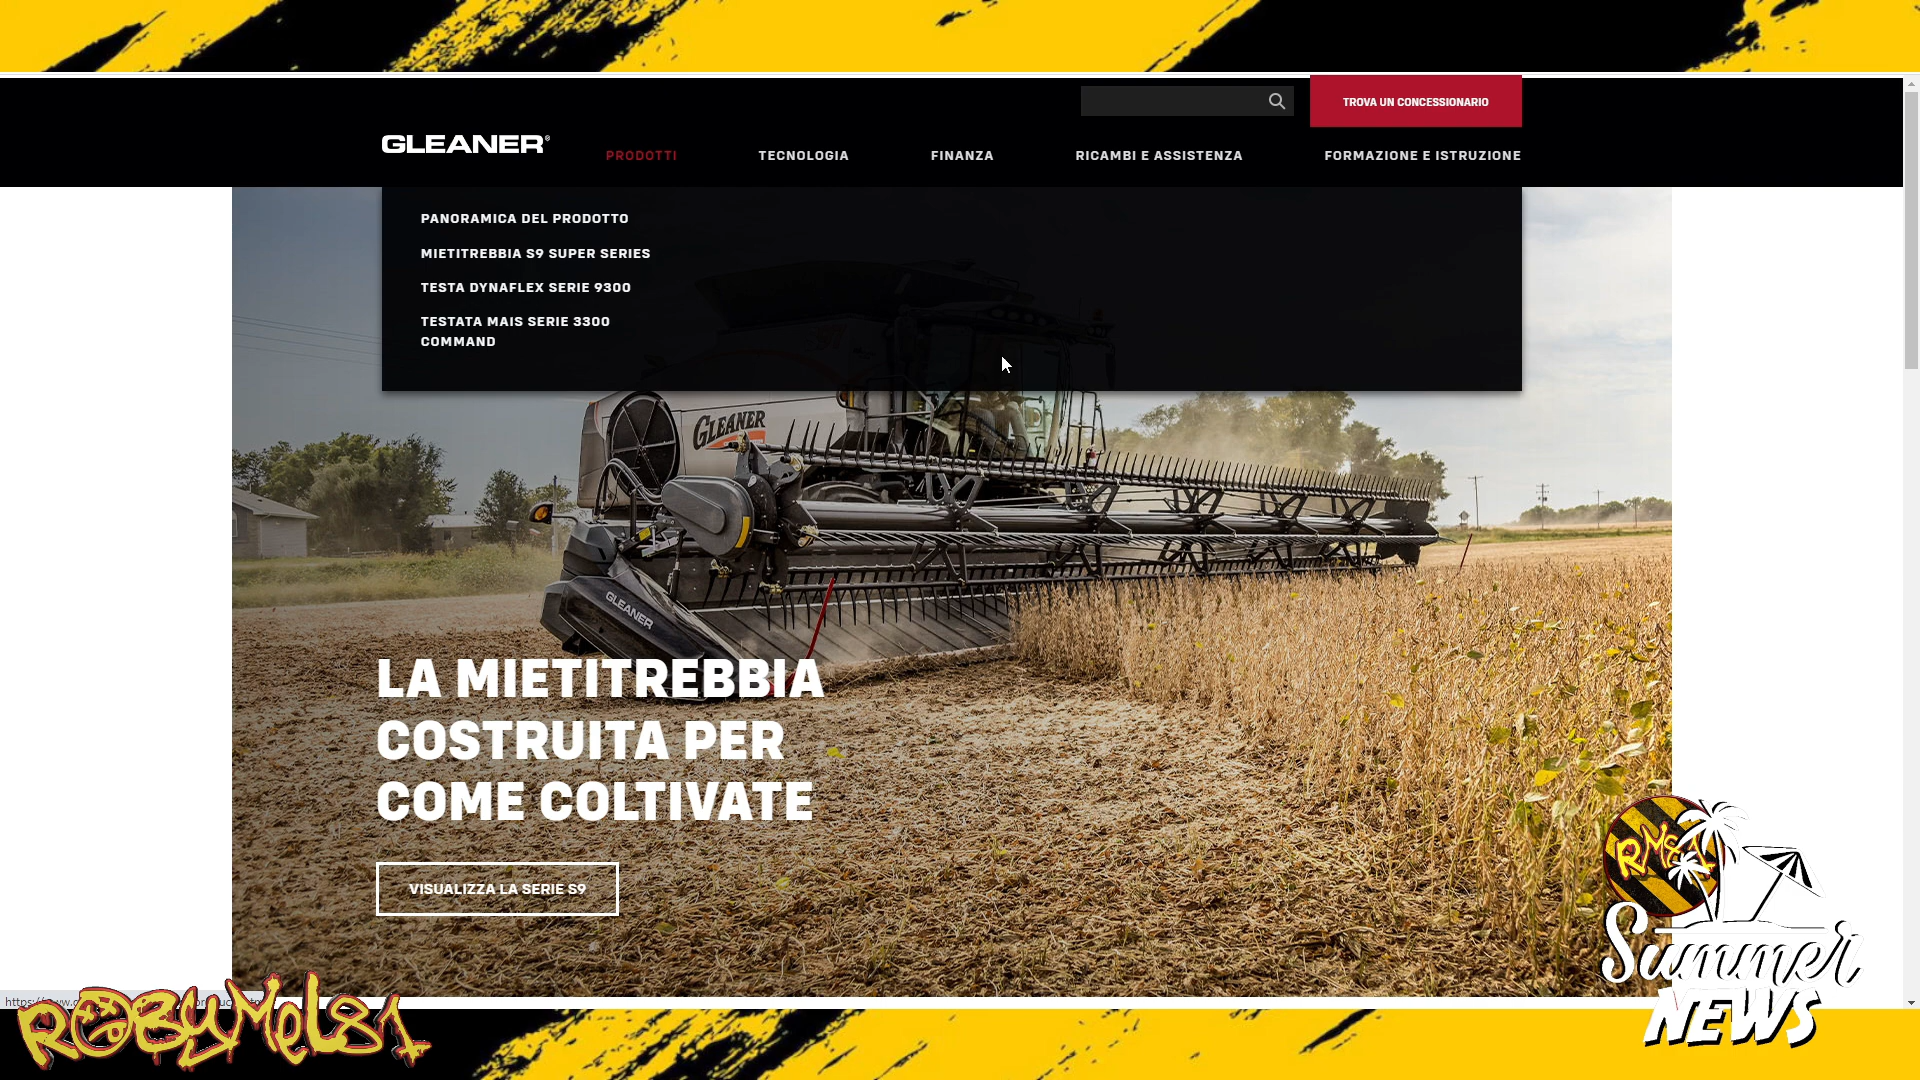 TROVA UN CONCESSIONARIO
GLEANER®
PRODOTTI
TECNOLOGIA
FINANZA
RICAMBI E ASSISTENZA
FORMAZIONE E ISTRUZIONE
PANORAMICA DEL PRODOTTO
MIETITREBBIA S9 SUPER SERIES
TESTA DYNAFLEX SERIE 9300
TESTATA MAIS SERIE 3300
COMMAND
GLEANER
GLEANER
LA MIETITREBBIA
COSTRUITA PER
COME COLTIVATE
VISUALIZZA LA SERIE S9
RM81
Summer
NEWS
RobyMel81